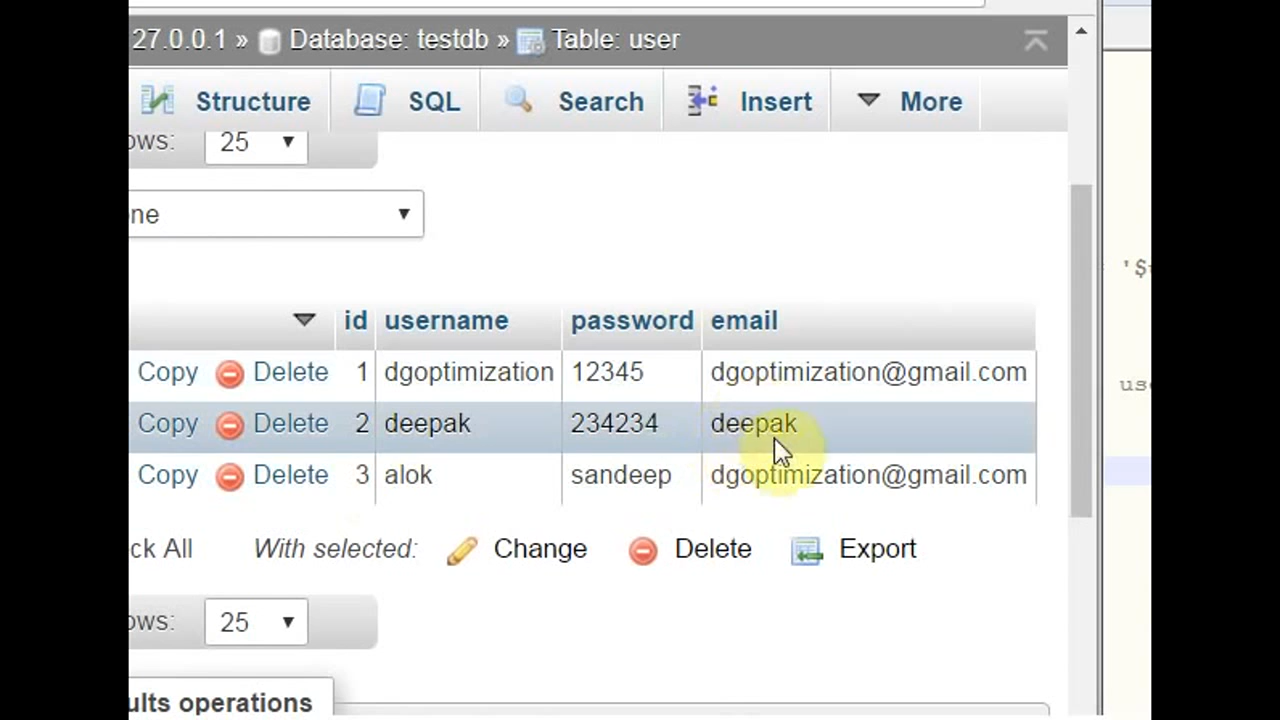 27.0.0.1 » Database: testdb » Table: user
Structure SQL Search Insert More
ows: 25
one
id username password email
Copy Delete 1 dgoptimization 12345 dgoptimization@gmail.com
Copy Delete 2 deepak 234234 deepak
Copy Delete 3 alok sandeep dgoptimization@gmail.com
ck All With selected: Change Delete Export
ows: 25
ults operations
'$
use